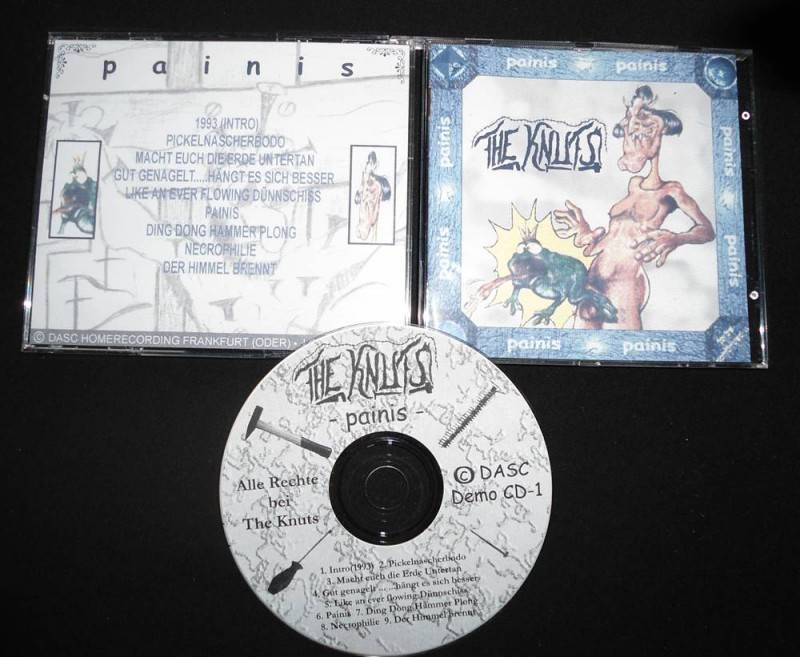 painis
1993 (INTRO)
PICKELNASCHERBODO
MACHT EUCH DIE ERDE UNTERTAN
GUT GENAGELT.....HÄNGT ES SICH BESSER
LIKE AN EVER FLOWING DÜNNSCHISS
PAINIS
DING DONG HAMMER PLONG
NECROPHILIE
DER HIMMEL BRENNT
© DASC HOMERECORDING FRANKFURT (ODER)
painis painis
THE KNUTS
painis
painis
painis
painis
painis painis
THE KNUTS
- painis -
Alle Rechte
bei
The Knuts
© DASC
Demo CD-1
1. Intro(1993) 2. Pickelnascherbodo
3. Macht euch die Erde Untertan
4. Gut genagelt ......hängt es sich besser
5. Like an ever flowing Dünnschiss
6. Painis 7. Ding Dong Hammer Plong
8. Necrophilie 9. Der Himmel brennt